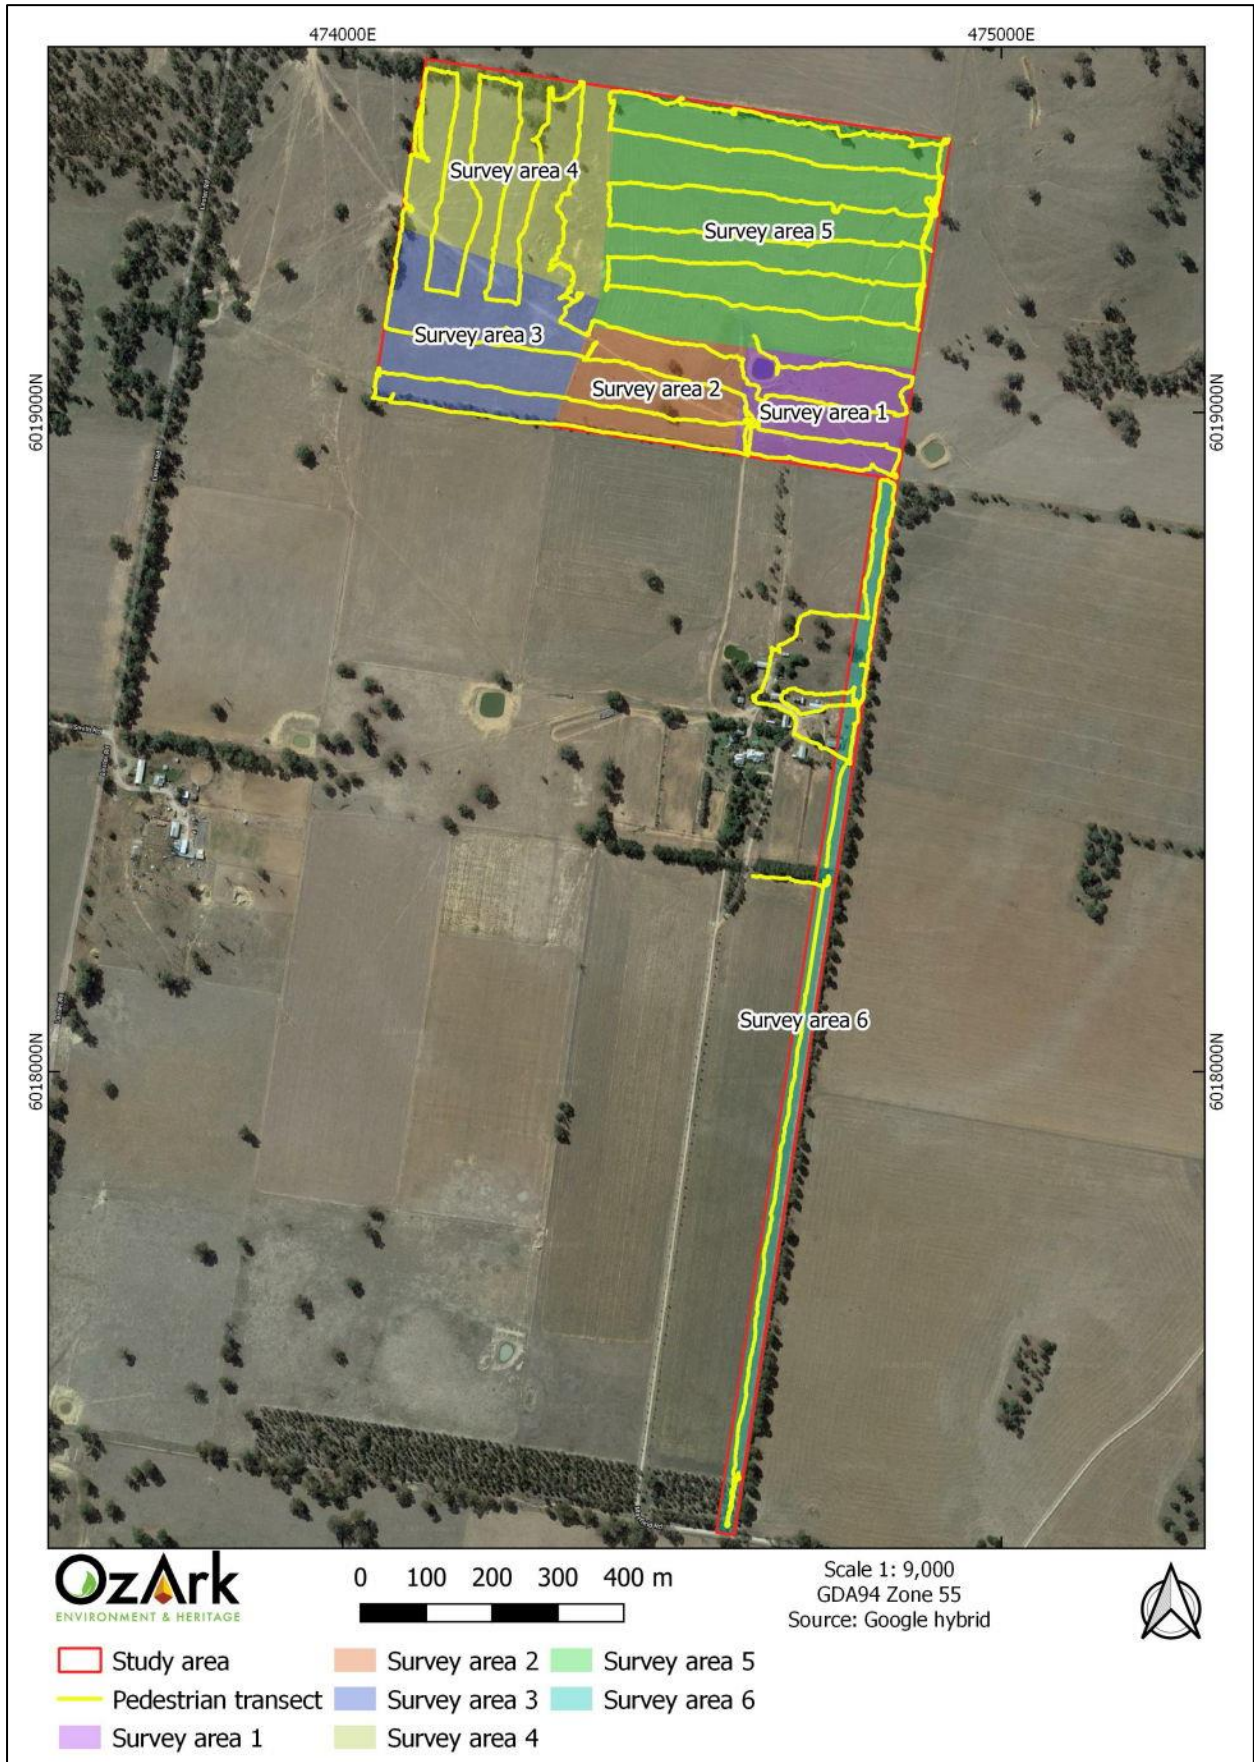 474000E
475000E
Survey area 4
Survey area 5
Survey area 3
Survey area 2
Survey area 1
6019000N
6019000N
Survey area 6
6018000N
6018000N
OzArk
ENVIRONMENT & HERITAGE
0 100 200 300 400 m
Scale 1: 9,000
GDA94 Zone 55
Source: Google hybrid
Study area
Survey area 2
Survey area 5
Pedestrian transect
Survey area 3
Survey area 6
Survey area 1
Survey area 4